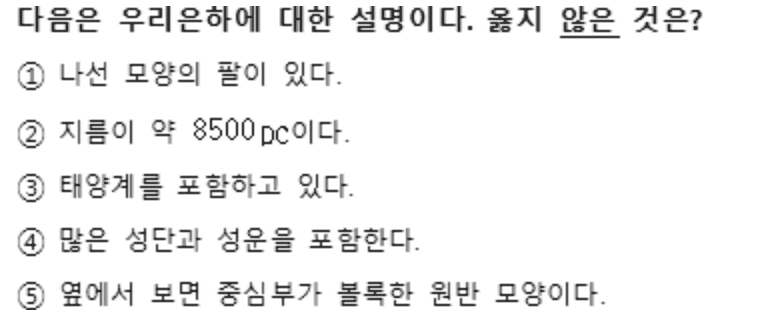 다음은 우리은하에 대한 설명이다. 옳지 않은 것은?
① 나선 모양의 팔이 있다.
② 지름이 약 8500pc이다.
③ 태양계를 포함하고 있다.
④ 많은 성단과 성운을 포함한다.
⑤ 옆에서 보면 중심부가 볼록한 원반 모양이다.